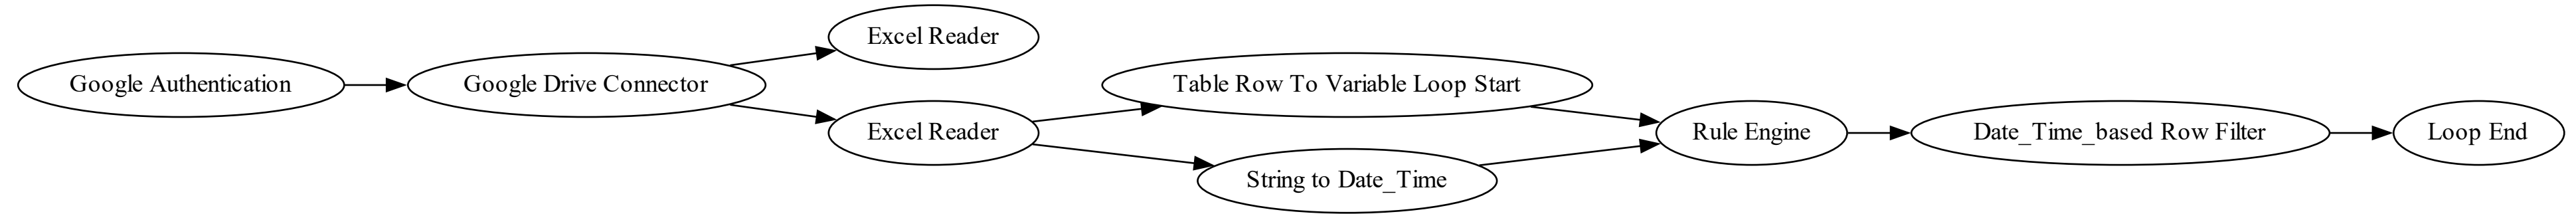 Google Authentication
Google Drive Connector
Excel Reader
Excel Reader
Table Row To Variable Loop Start
String to Date_Time
Rule Engine
Date_Time_based Row Filter
Loop End